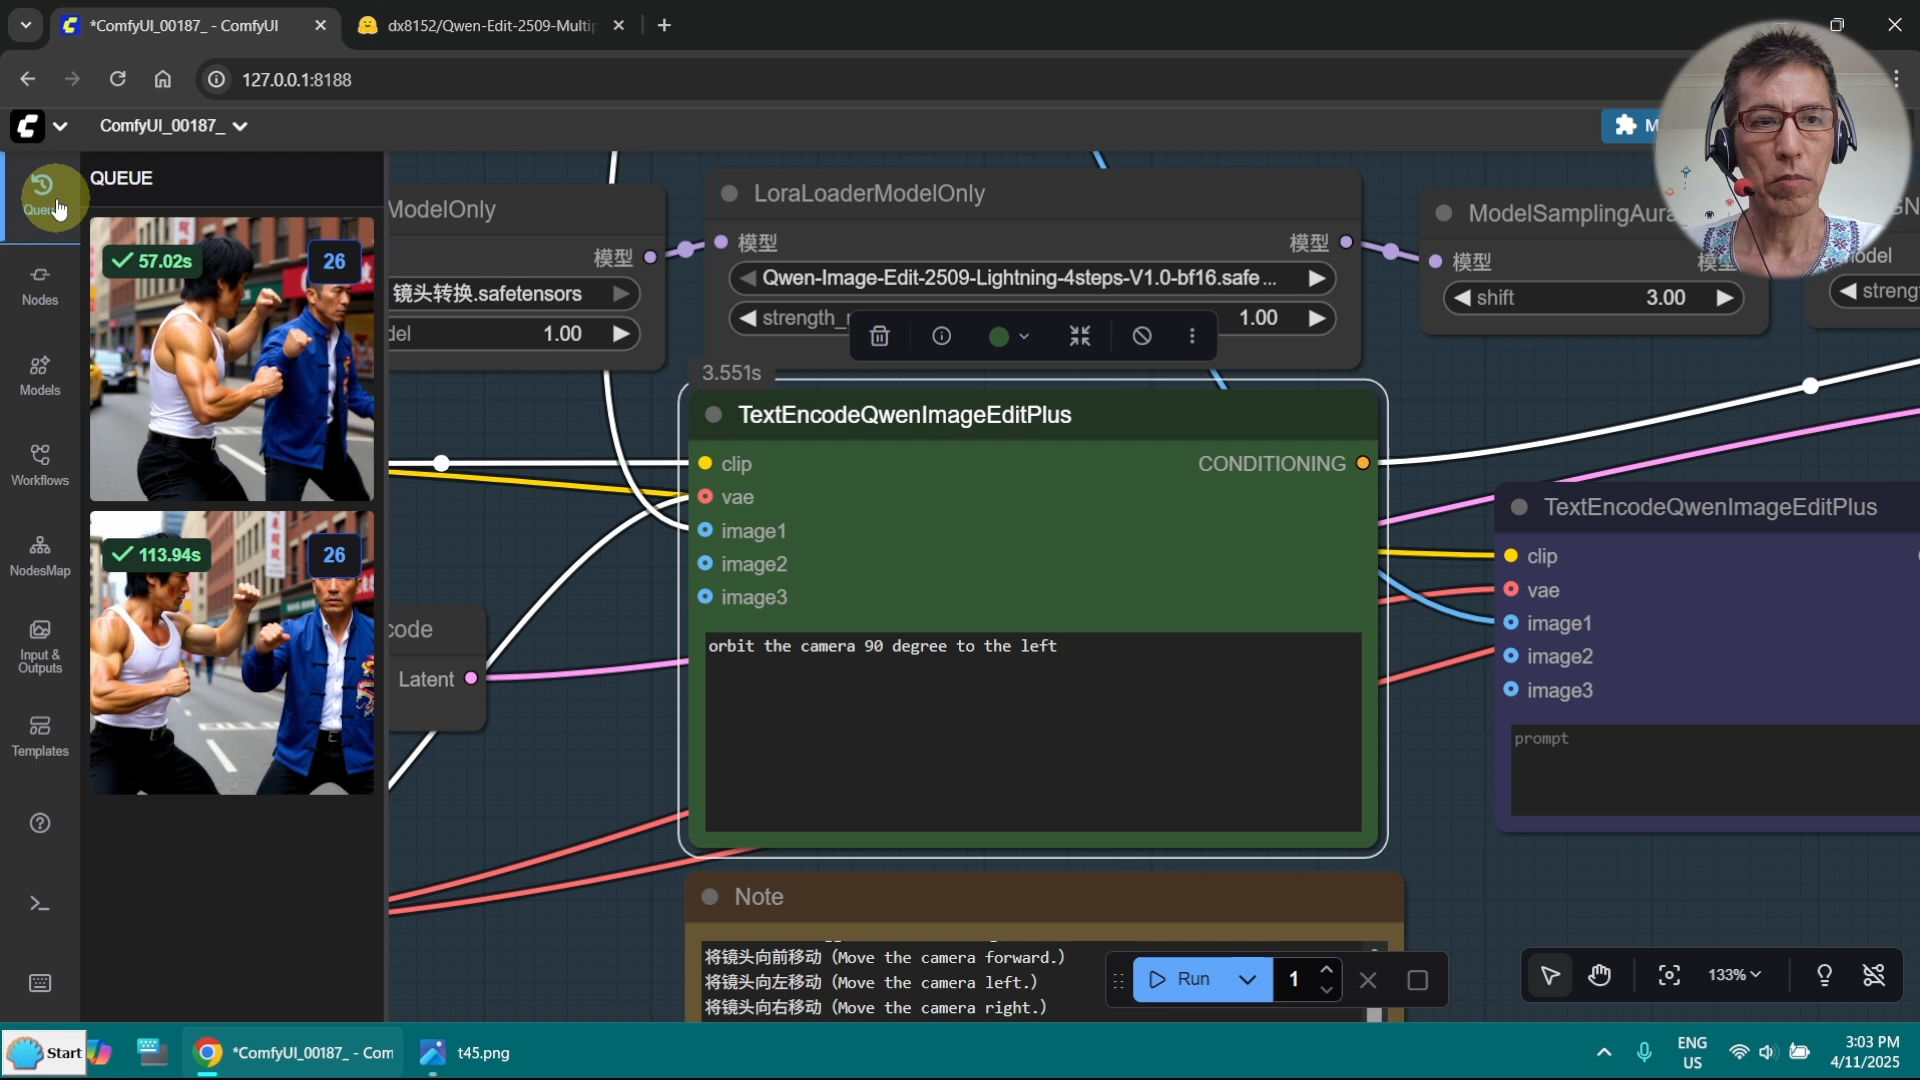 *ComfyUI_00187_ - ComfyUI
dx8152/Qwen-Edit-2509-Multip
127.0.0.1:8188
ComfyUI_00187_
M
QUEUE
Queue
57.02s
26
113.94s
26
Nodes
Models
Workflows
NodesMap
Input &
Outputs
Templates
ModelOnly
模型
镜头转换.safetensors
del
1.00
LoraLoaderModelOnly
模型
模型
Qwen-Image-Edit-2509-Lightning-4steps-V1.0-bf16.safe...
strength_
1.00
ModelSamplingAura
模型
shift
3.00
odel
streng
3.551s
TextEncodeQwenImageEditPlus
clip
CONDITIONING
vae
image1
image2
image3
orbit the camera 90 degree to the left
code
Latent
TextEncodeQwenImageEditPlus
clip
vae
image1
image2
image3
prompt
Note
将镜头向前移动 (Move the camera forward.)
将镜头向左移动 (Move the camera left.)
将镜头向右移动 (Move the camera right.)
Run
1
133%
Start
*ComfyUI_00187_ - Com
t45.png
ENG
US
3:03 PM
4/11/2025